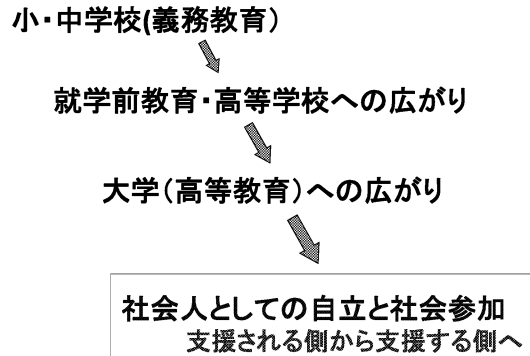 小・中学校(義務教育）
就学前教育・高等学校への広がり
大学（高等教育）への広がり
社会人としての自立と社会参加
支援される側から支援する側へ